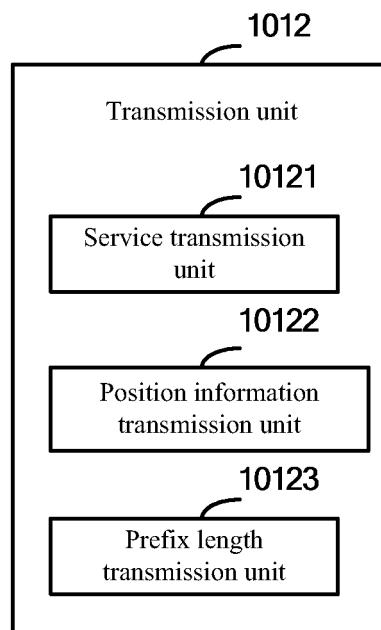 1012
Transmission unit
10121
Service transmission
unit
10122
Position information
transmission unit
10123
Prefix length
transmission unit